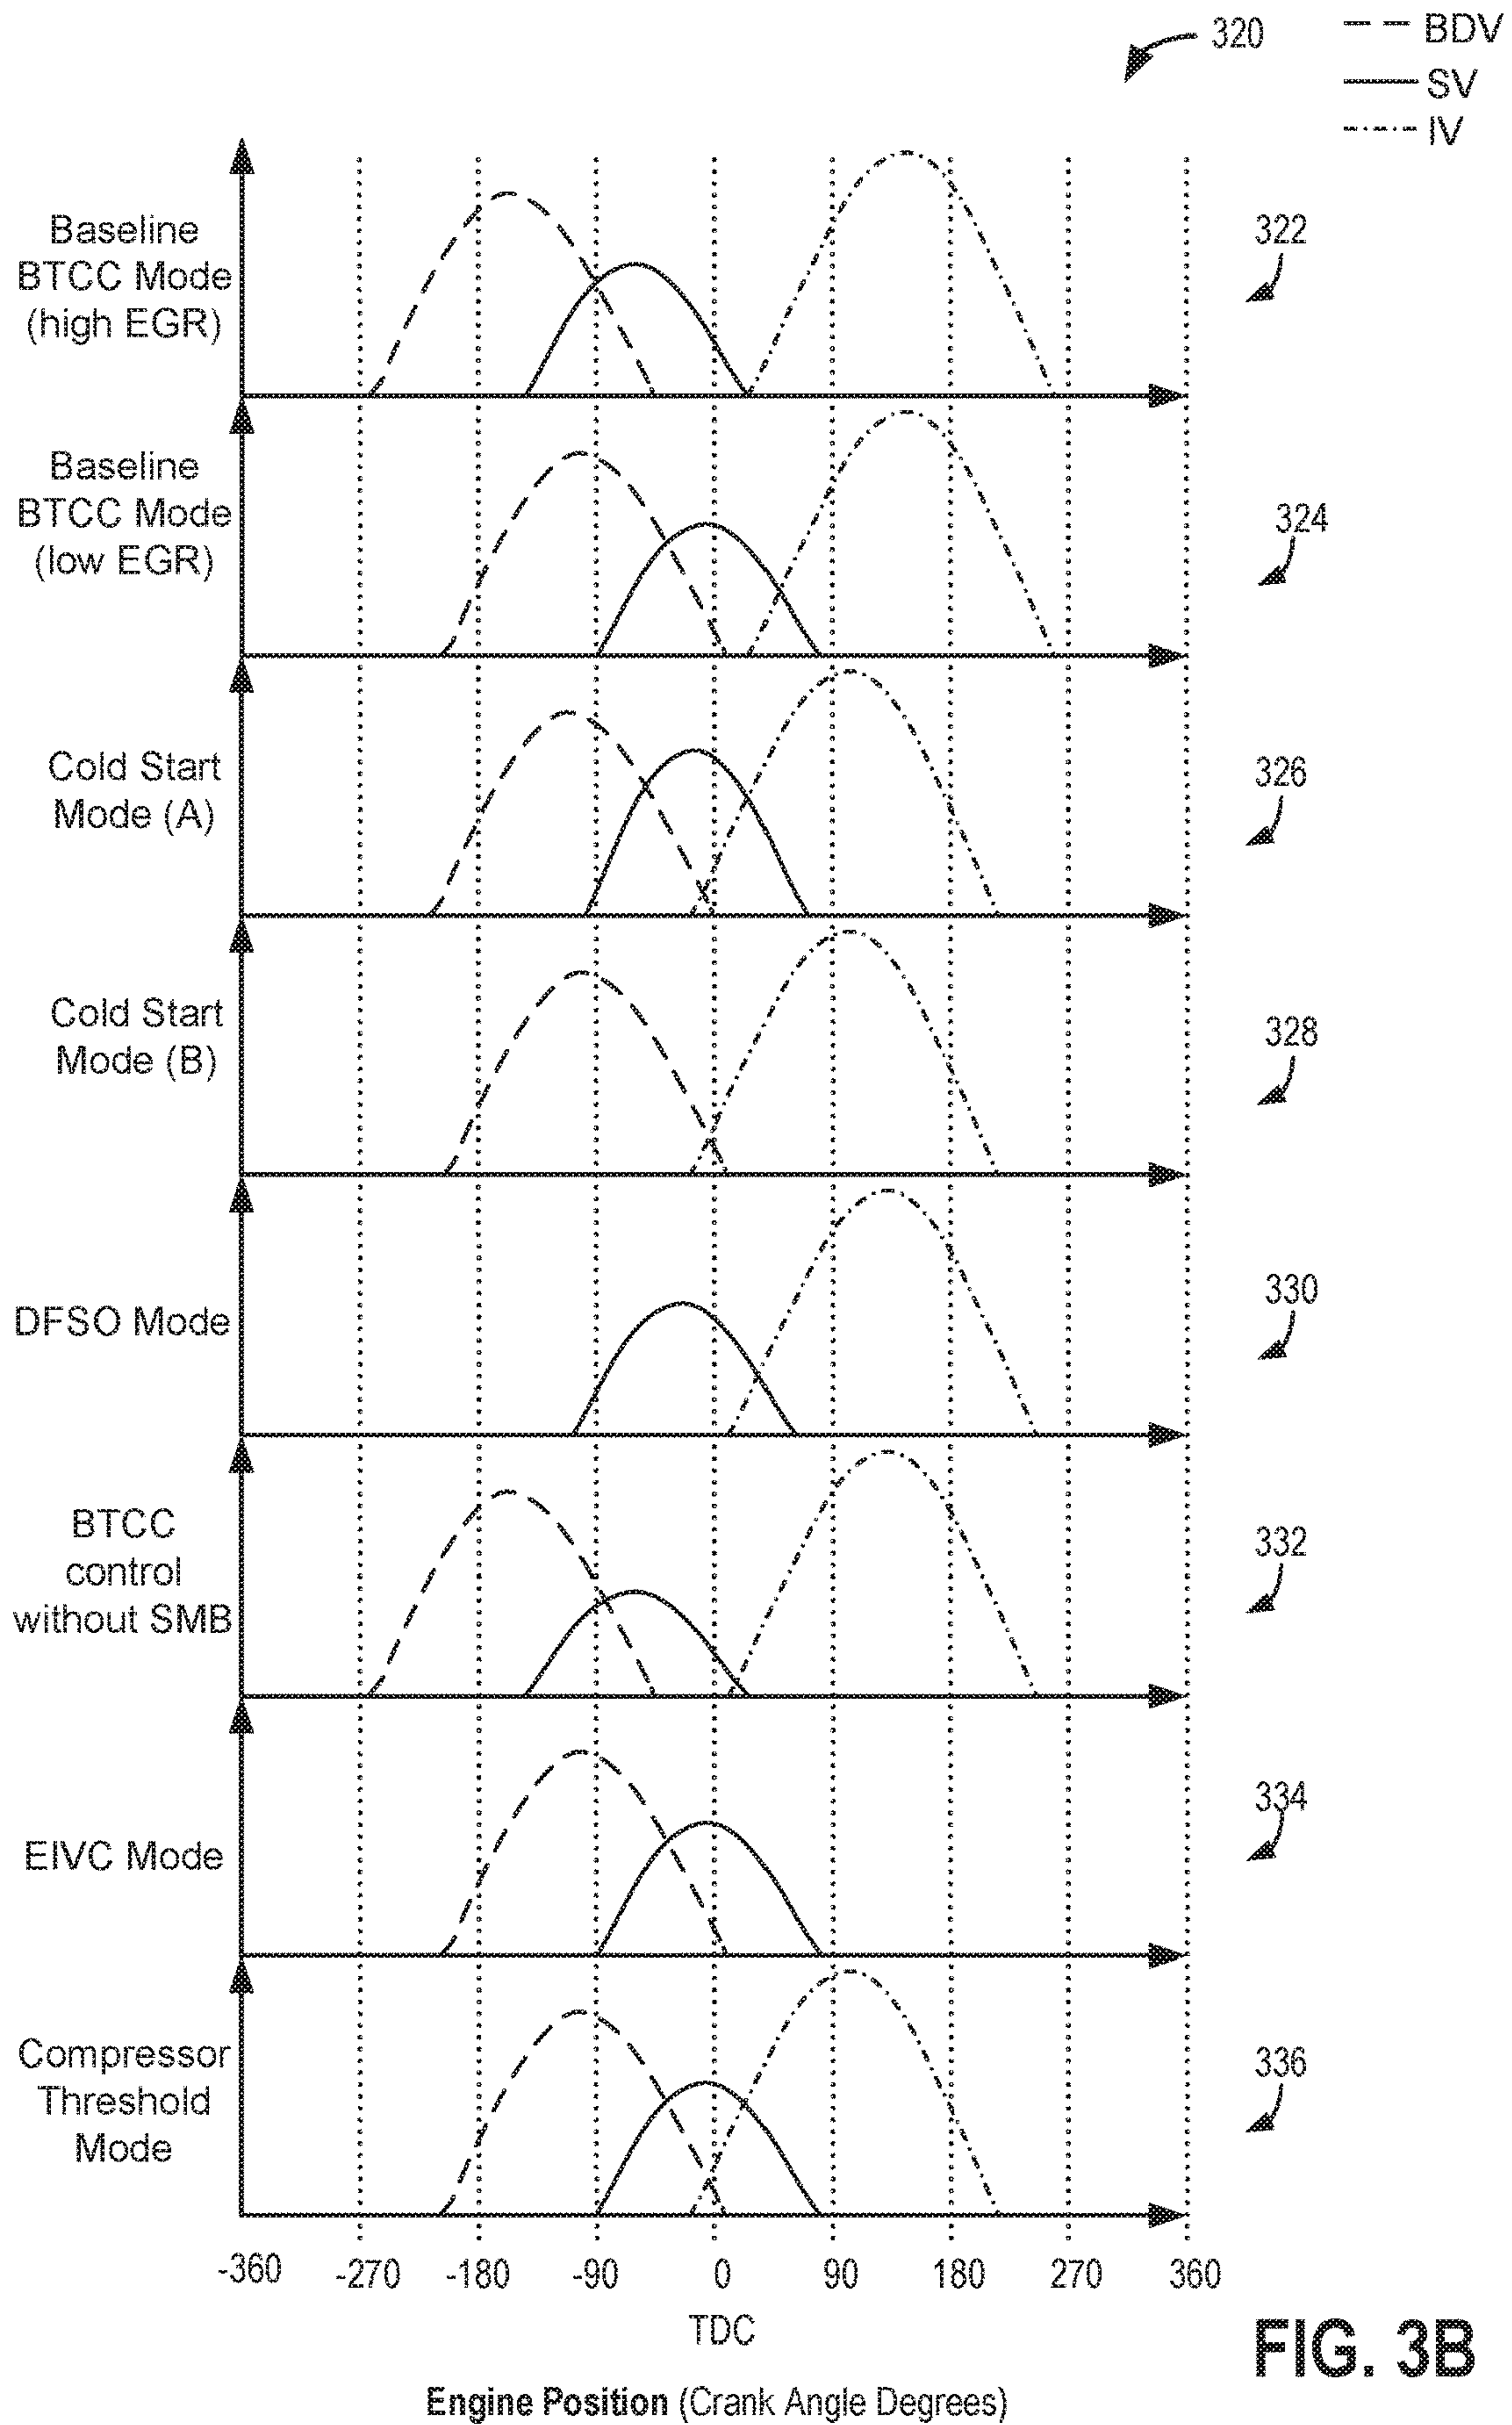 320
BDV
SV
IV
Baseline
BTCC Mode
(high EGR)
322
Baseline
BTCC Mode
(low EGR)
324
Cold Start
Mode (A)
326
Cold Start
Mode (B)
328
DFSO Mode
330
BTCC
control
without SMB
332
EIVC Mode
334
Compressor
Threshold
Mode
336
-360 -270 -180 -90 0 90 180 270 360
TDC
Engine Position (Crank Angle Degrees)
FIG. 3B